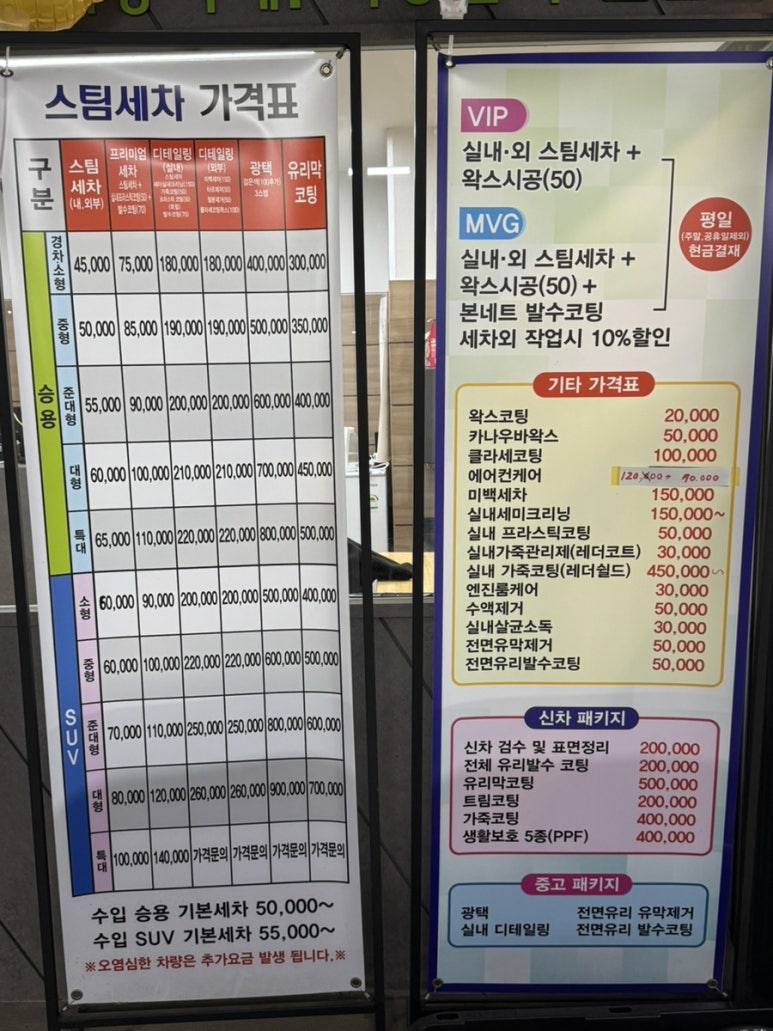 스팀세차 가격표
구분 스팀세차(내.외부) 프리미엄세차 디테일링(실내) 디테일링(외부) 광택 유리막코팅
승용
경차소형 45,000 75,000 180,000 180,000 400,000 300,000
중형 50,000 85,000 190,000 190,000 500,000 350,000
준대형 55,000 90,000 200,000 200,000 600,000 400,000
대형 60,000 100,000 210,000 210,000 700,000 450,000
특대 65,000 110,000 220,000 220,000 800,000 500,000
SUV
소형 60,000 90,000 200,000 200,000 500,000 400,000
중형 60,000 100,000 220,000 220,000 600,000 500,000
준대형 70,000 110,000 250,000 250,000 800,000 600,000
대형 80,000 120,000 260,000 260,000 900,000 700,000
특대 100,000 140,000 가격문의 가격문의 가격문의 가격문의
수입 승용 기본세차 50,000~
수입 SUV 기본세차 55,000~
※오염심한 차량은 추가요금 발생 됩니다.※
VIP
실내·외 스팀세차 +
왁스시공(50)
MVG
실내·외 스팀세차 +
왁스시공(50) +
본네트 발수코팅
세차외 작업시 10%할인
평일
(주말,공휴일제외)
현금결재
기타 가격표
왁스코팅 20,000
카나우바왁스 50,000
클라세코팅 100,000
에어컨케어
미백세차 150,000
실내세미크리닝 150,000~
실내 프라스틱코팅 50,000
실내가죽관리제(레더코트) 30,000
실내 가죽코팅(레더쉴드) 450,000~
엔진룸케어 30,000
수액제거 50,000
실내살균소독 30,000
전면유막제거 50,000
전면유리발수코팅 50,000
신차 패키지
신차 검수 및 표면정리 200,000
전체 유리발수 코팅 200,000
유리막코팅 500,000
트림코팅 200,000
가죽코팅 400,000
생활보호 5종(PPF) 400,000
중고 패키지
광택 전면유리 유막제거
실내 디테일링 전면유리 발수코팅